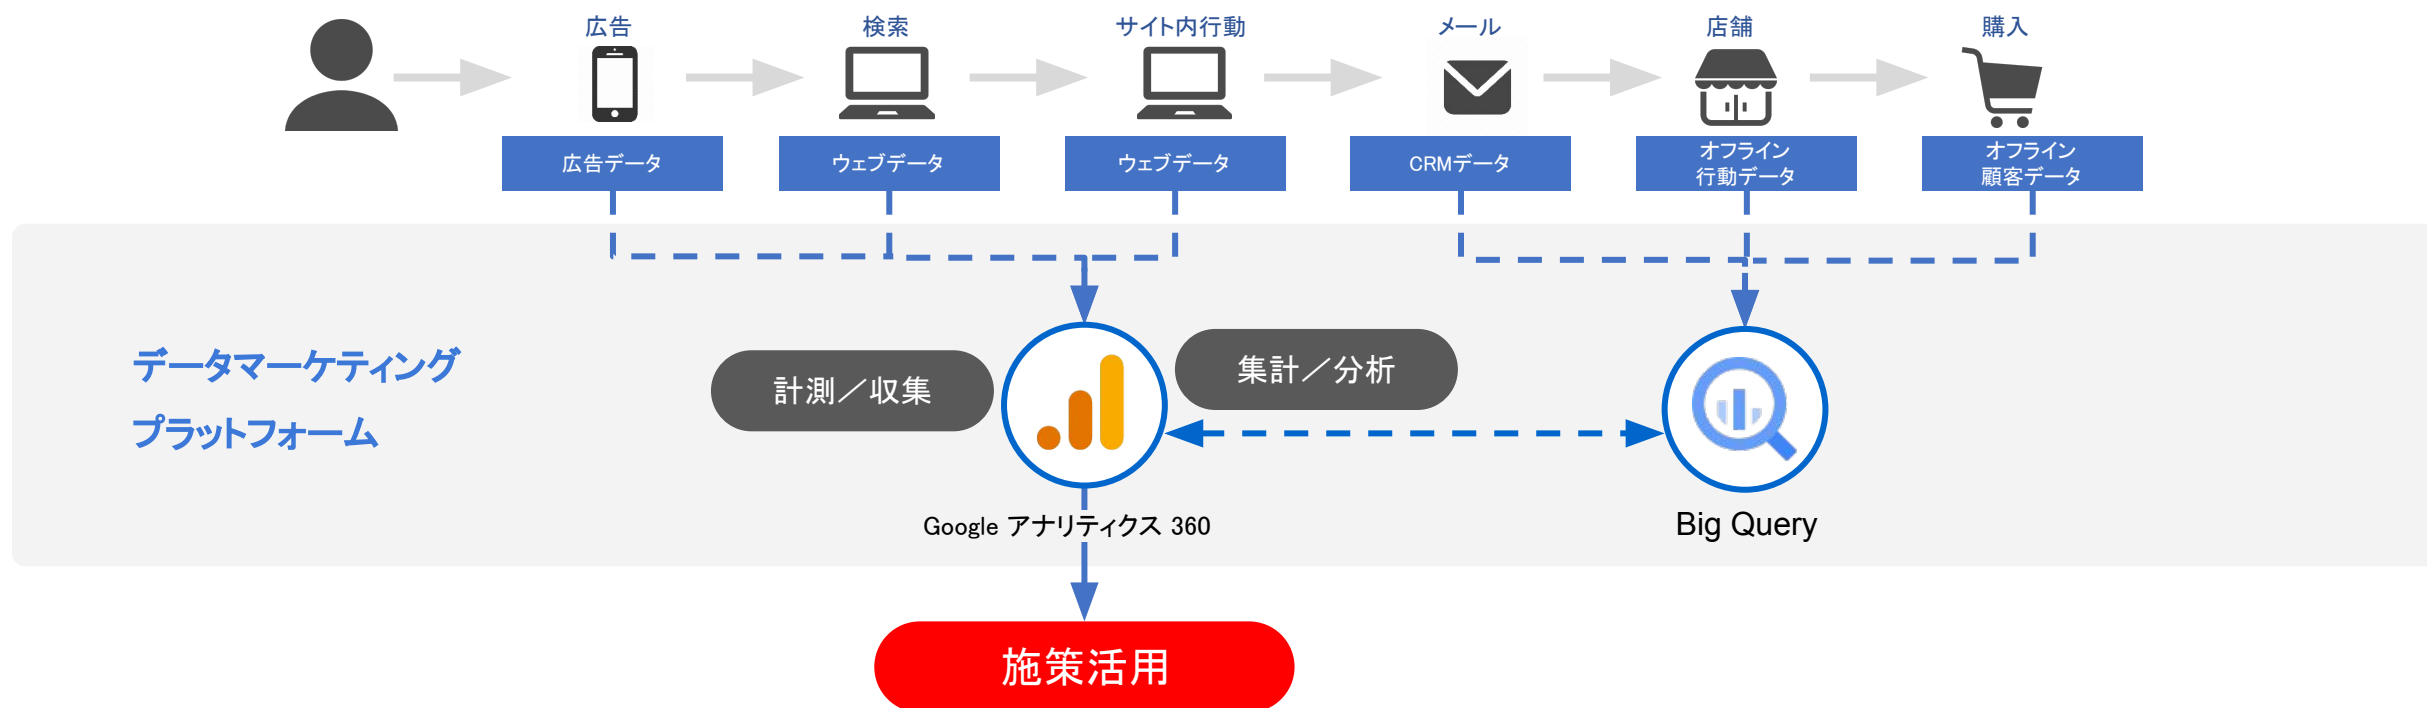 広告
検索
サイト内行動
メール
店舗
購入
広告データ
ウェブデータ
ウェブデータ
CRMデータ
オフライン
行動データ
オフライン
顧客データ
データマーケティング
プラットフォーム
計測／収集
集計／分析
Google アナリティクス 360
Big Query
施策活用